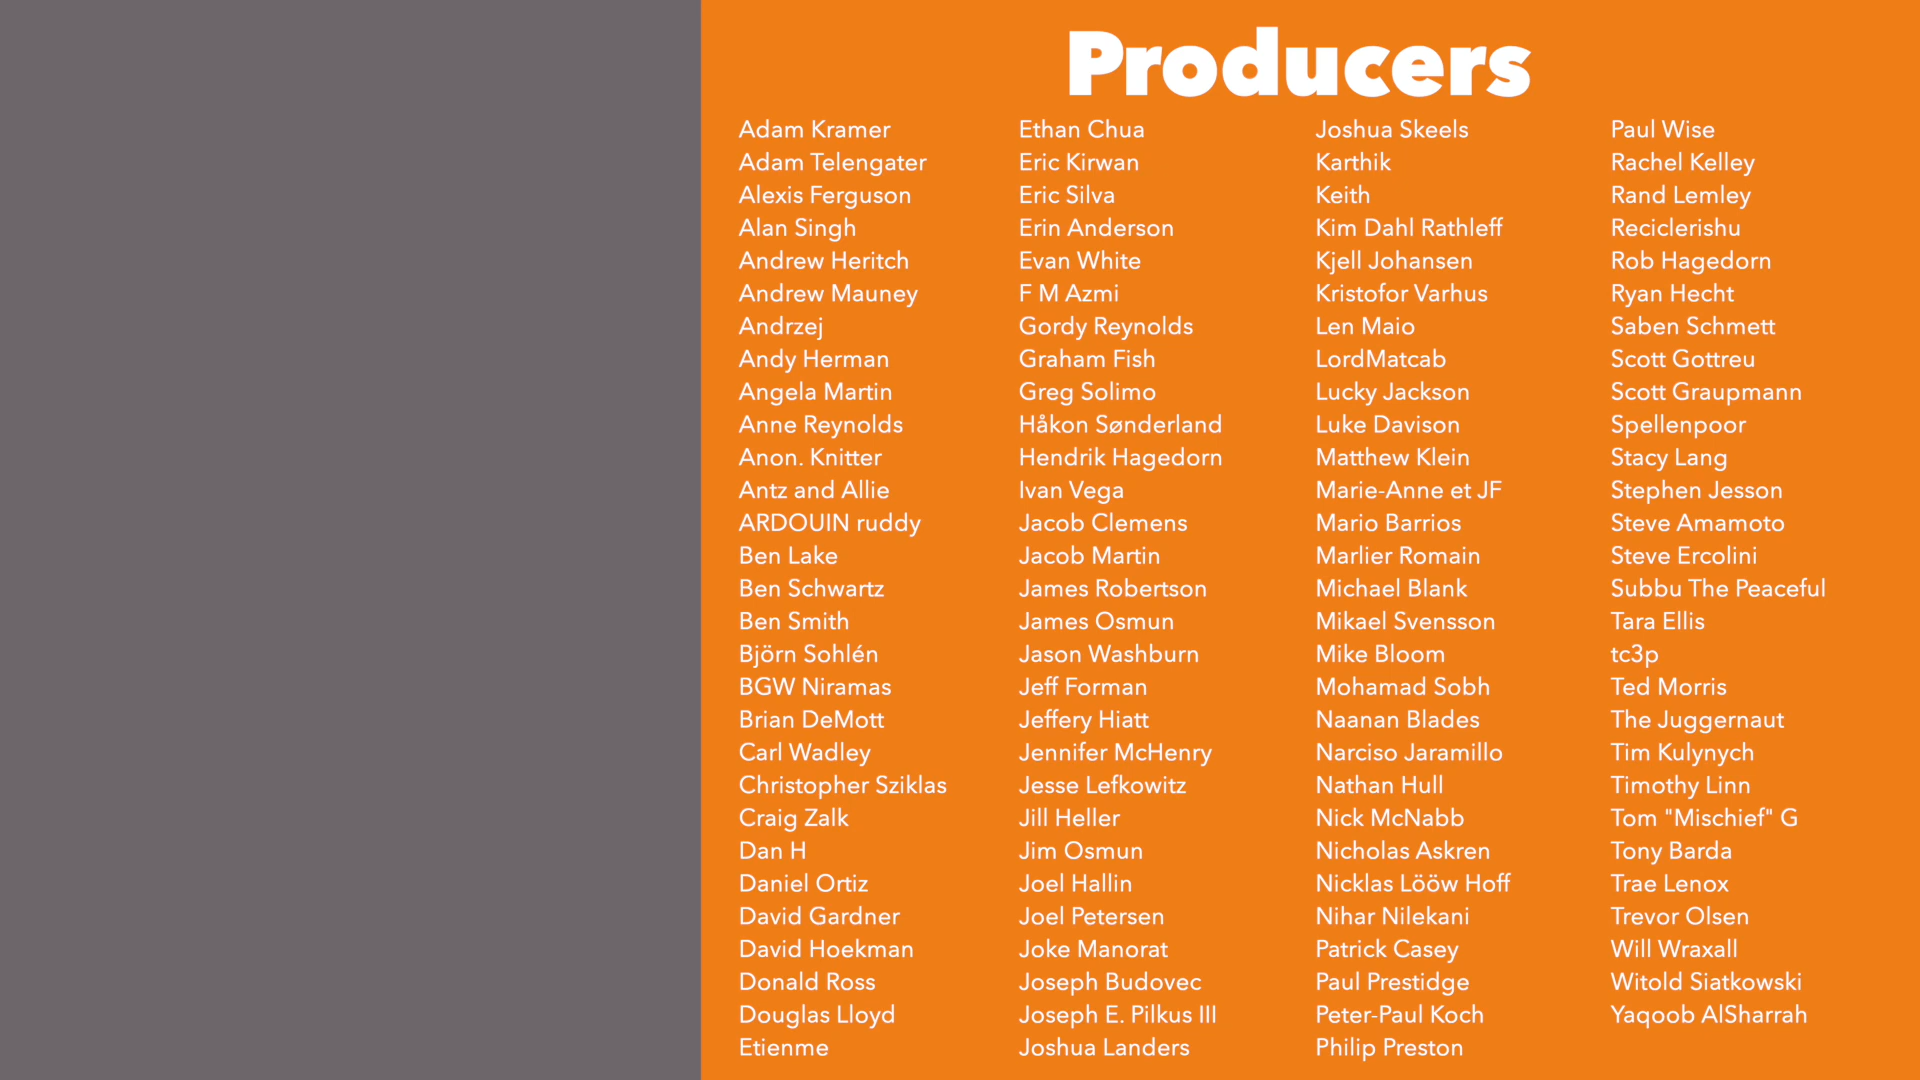 Producers
Adam Kramer
Adam Telengater
Alexis Ferguson
Alan Singh
Andrew Heritch
Andrew Mauney
Andrzej
Andy Herman
Angela Martin
Anne Reynolds
Anon. Knitter
Antz and Allie
ARDOUIN ruddy
Ben Lake
Ben Schwartz
Ben Smith
Björn Sohlén
BGW Niramas
Brian DeMott
Carl Wadley
Christopher Sziklas
Craig Zalk
Dan H
Daniel Ortiz
David Gardner
David Hoekman
Donald Ross
Douglas Lloyd
Etienme
Ethan Chua
Eric Kirwan
Eric Silva
Erin Anderson
Evan White
F M Azmi
Gordy Reynolds
Graham Fish
Greg Solimo
Håkon Sønderland
Hendrik Hagedorn
Ivan Vega
Jacob Clemens
Jacob Martin
James Robertson
James Osmun
Jason Washburn
Jeff Forman
Jeffery Hiatt
Jennifer McHenry
Jesse Lefkowitz
Jill Heller
Jim Osmun
Joel Hallin
Joel Petersen
Joke Manorat
Joseph Budovec
Joseph E. Pilkus III
Joshua Landers
Joshua Skeels
Karthik
Keith
Kim Dahl Rathleff
Kjell Johansen
Kristofor Varhus
Len Maio
LordMatcab
Lucky Jackson
Luke Davison
Matthew Klein
Marie-Anne et JF
Mario Barrios
Marlier Romain
Michael Blank
Mikael Svensson
Mike Bloom
Mohamad Sobh
Naanan Blades
Narciso Jaramillo
Nathan Hull
Nick McNabb
Nicholas Askren
Nicklas Lööw Hoff
Nihar Nilekani
Patrick Casey
Paul Prestidge
Peter-Paul Koch
Philip Preston
Paul Wise
Rachel Kelley
Rand Lemley
Reciclerishu
Rob Hagedorn
Ryan Hecht
Saben Schmett
Scott Gottreu
Scott Graupmann
Spellenpoor
Stacy Lang
Stephen Jesson
Steve Amamoto
Steve Ercolini
Subbu The Peaceful
Tara Ellis
tc3p
Ted Morris
The Juggernaut
Tim Kulynych
Timothy Linn
Tom "Mischief" G
Tony Barda
Trae Lenox
Trevor Olsen
Will Wraxall
Witold Siatkowski
Yaqoob AlSharrah